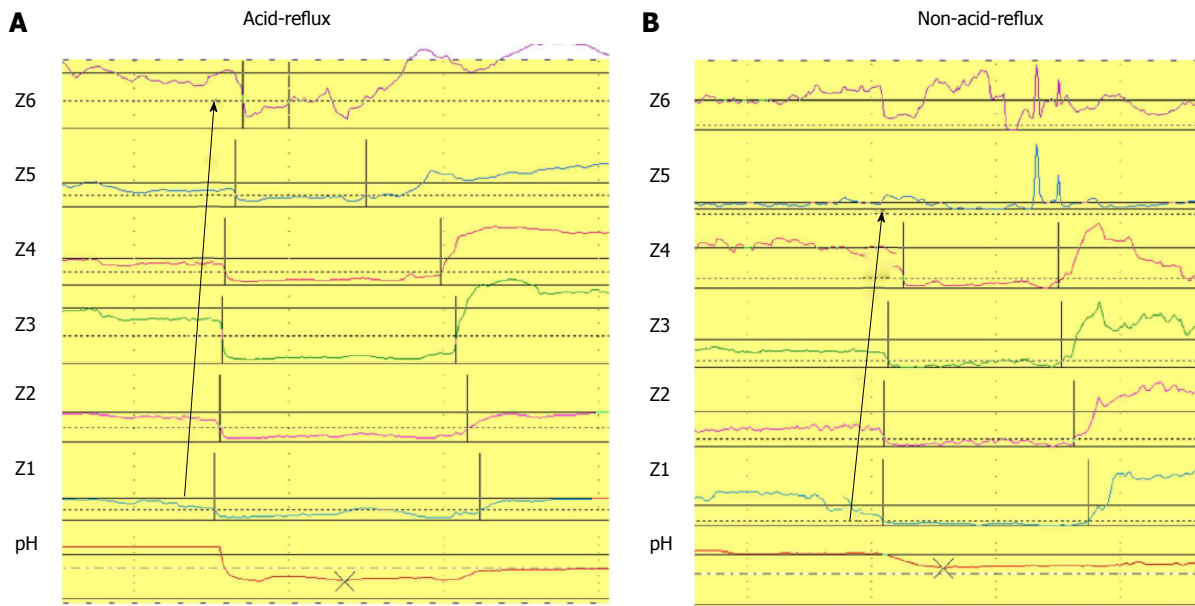 A
Acid-reflux
Z6
Z5
Z4
Z3
Z2
Z1
pH
B
Non-acid-reflux
Z6
Z5
Z4
Z3
Z2
Z1
pH